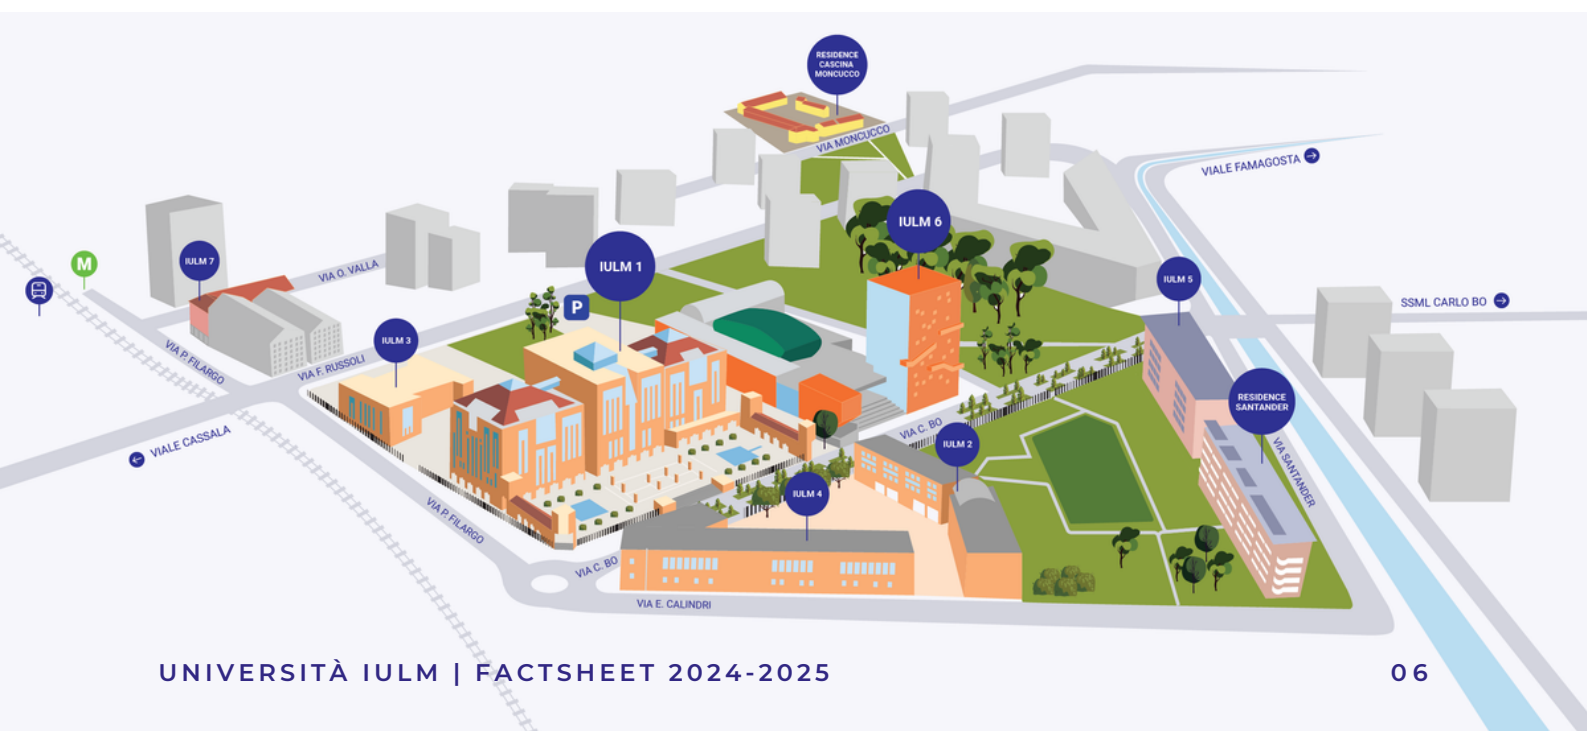 RESIDENCE
CASCINA
MONCUCCO
VIA MONCUCCO
VIALE FAMAGOSTA
IULM 6
IULM 7
M
VIA O. VALLA
IULM 1
IULM 5
P
SSML CARLO BO
IULM 3
VIA P. FILARGO
VIA F. RUSSOLI
RESIDENCE
SANTANDER
VIALE CASSALA
VIA C. BO
IULM 2
VIA SANTANDER
IULM 4
VIA P. FILARGO
VIA C. BO
VIA E. CALINDRI
UNIVERSITÀ IULM | FACTSHEET 2024-2025
06